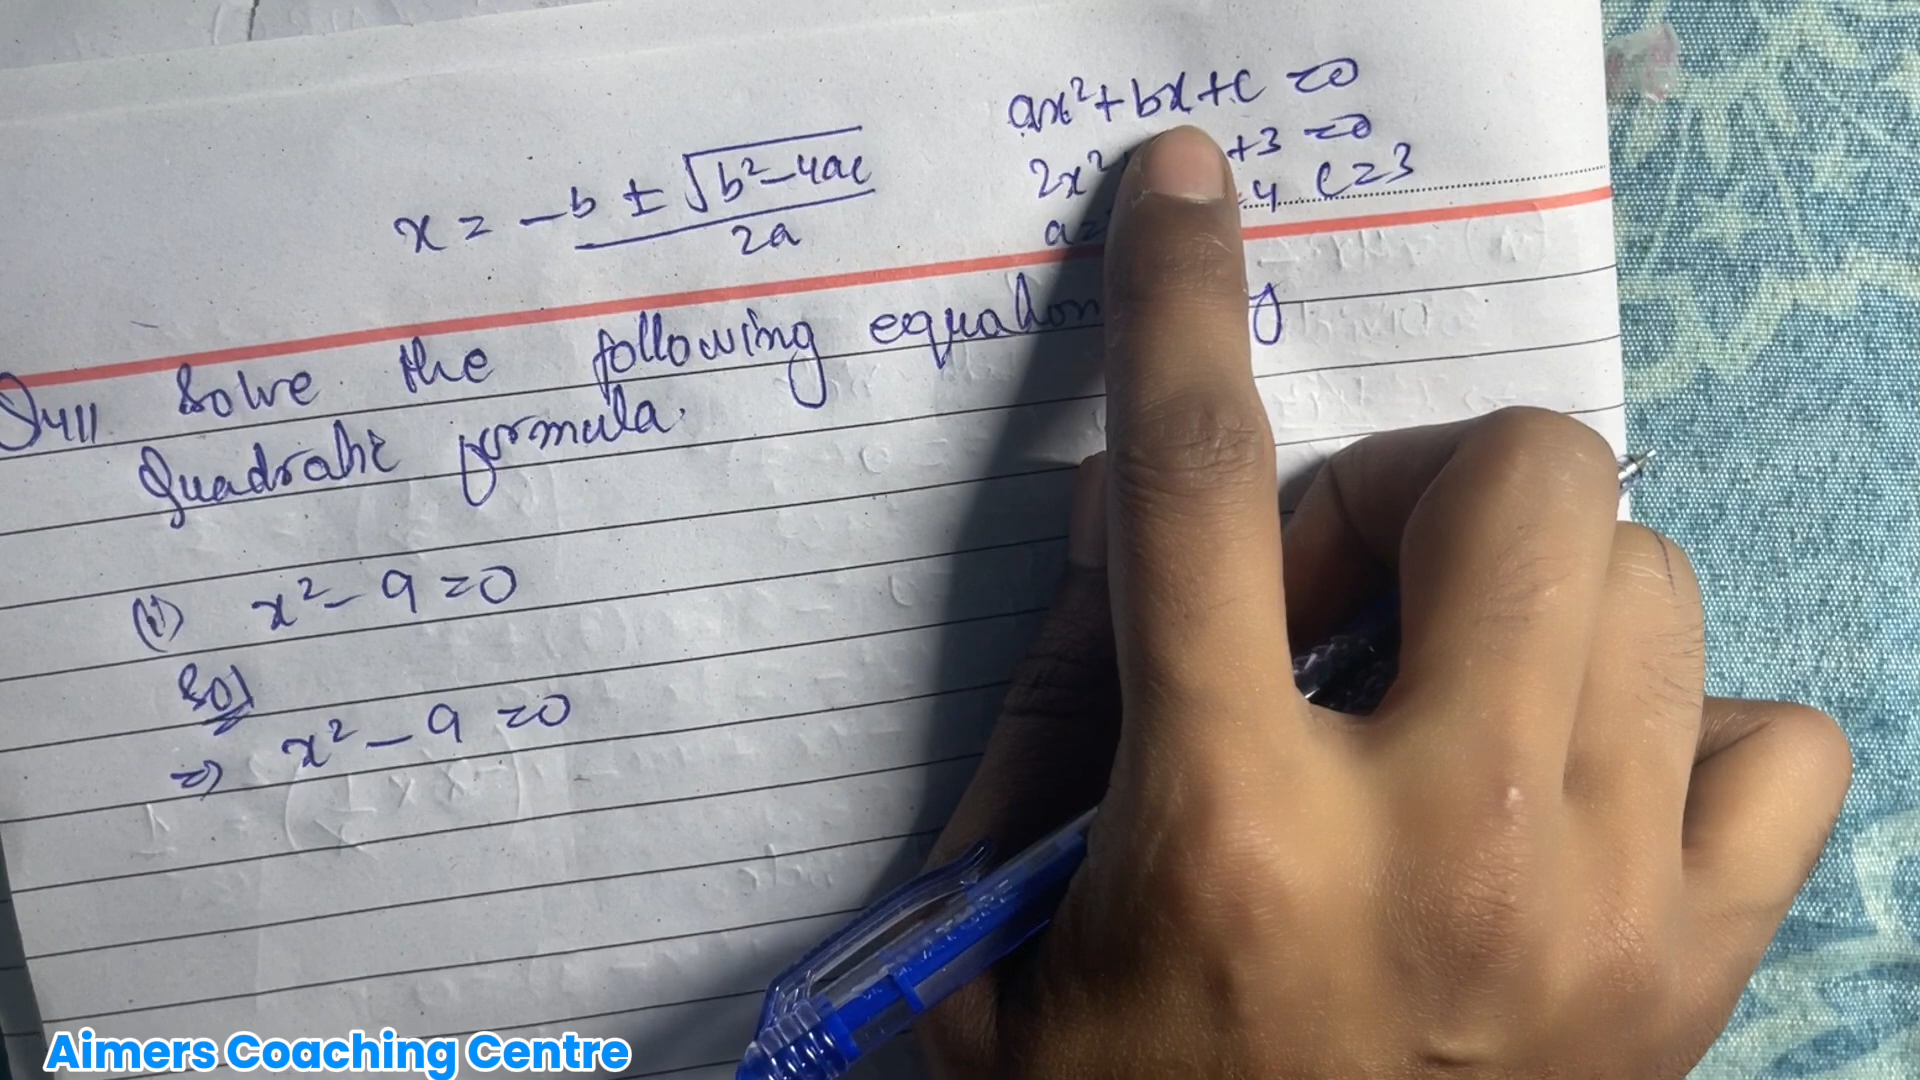 ax²+bx+c =0
2x² +3 =0
a= =4 c=3
x = -b ± √b²-4ac
2a
Solve the following equation
Quadratic formula.
(i) x² - 9 = 0
Sol
=> x² - 9 = 0
Aimers Coaching Centre